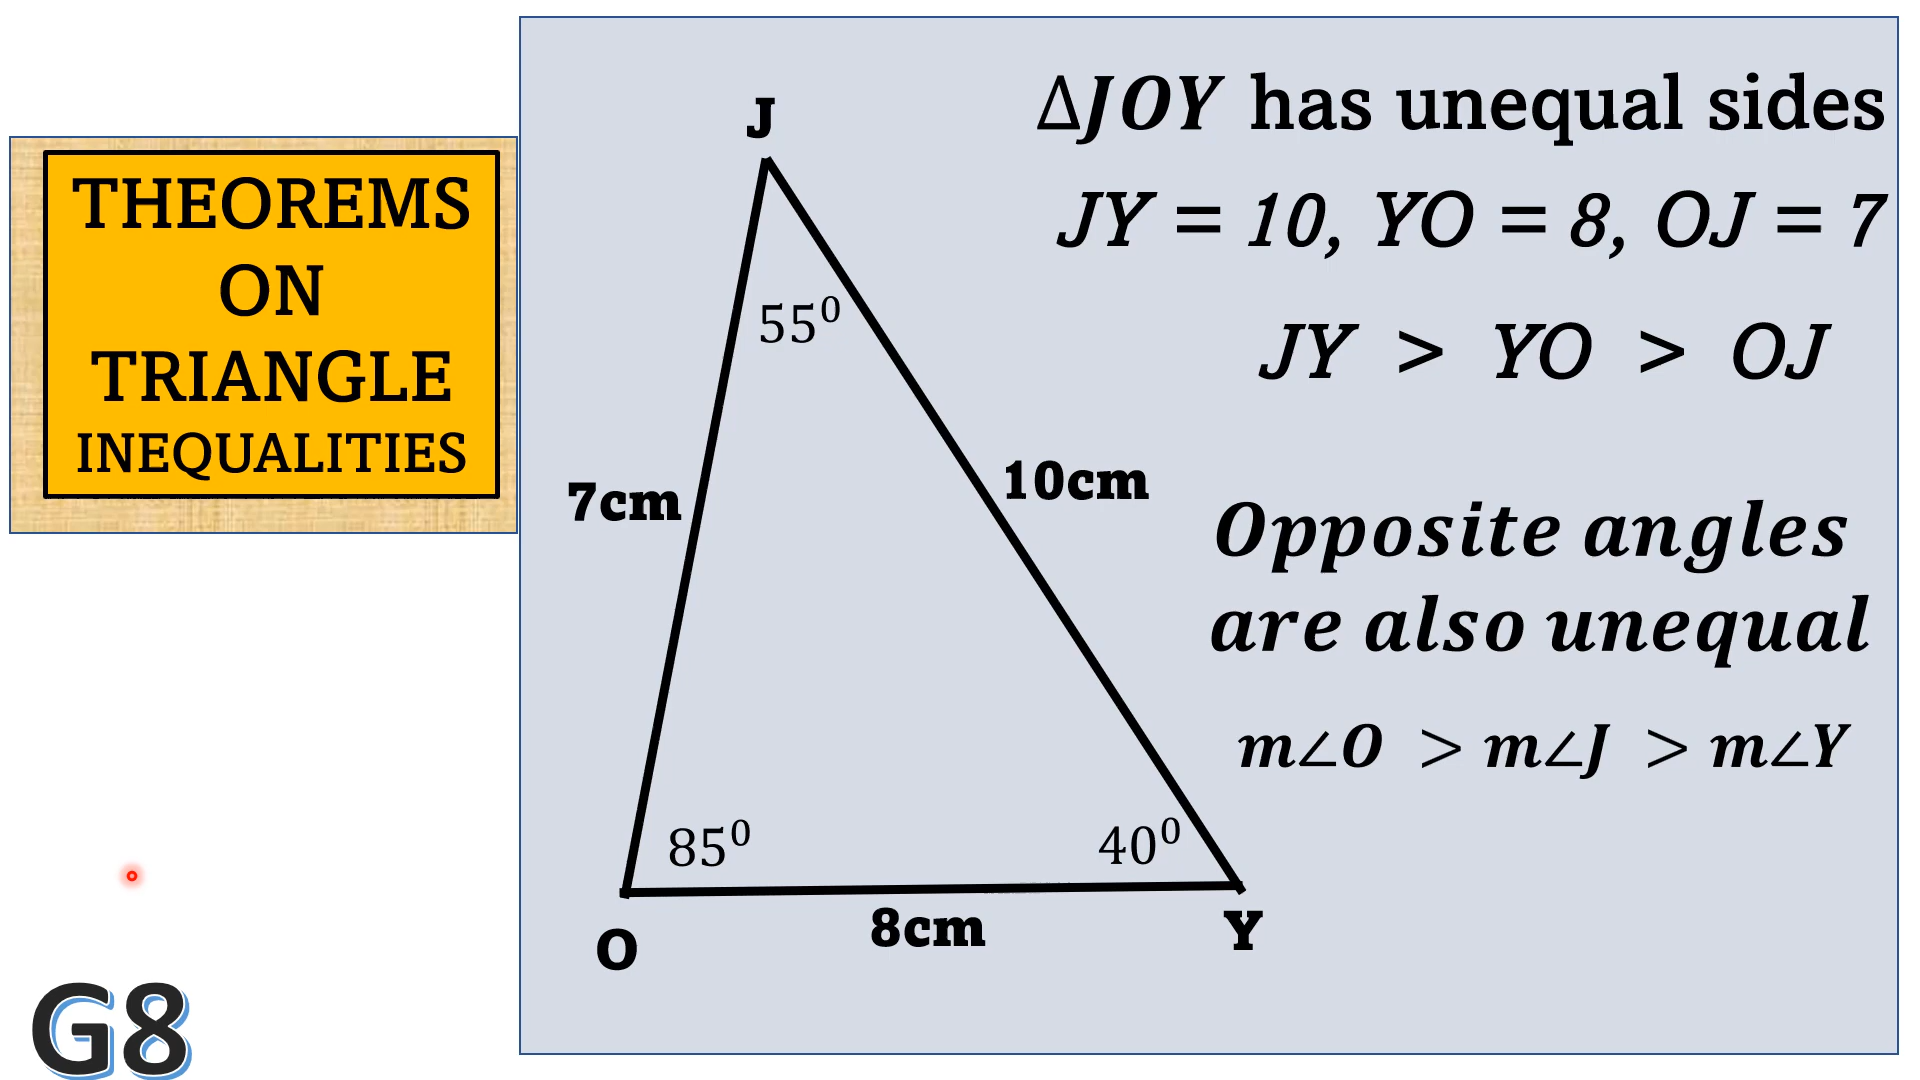 THEOREMS
ON
TRIANGLE
INEQUALITIES
G8
J
55⁰
7cm
10cm
85⁰
40⁰
O
8cm
Y
ΔJOY has unequal sides
JY = 10, YO = 8, OJ = 7
JY > YO > OJ
Opposite angles
are also unequal
m∠O > m∠J > m∠Y